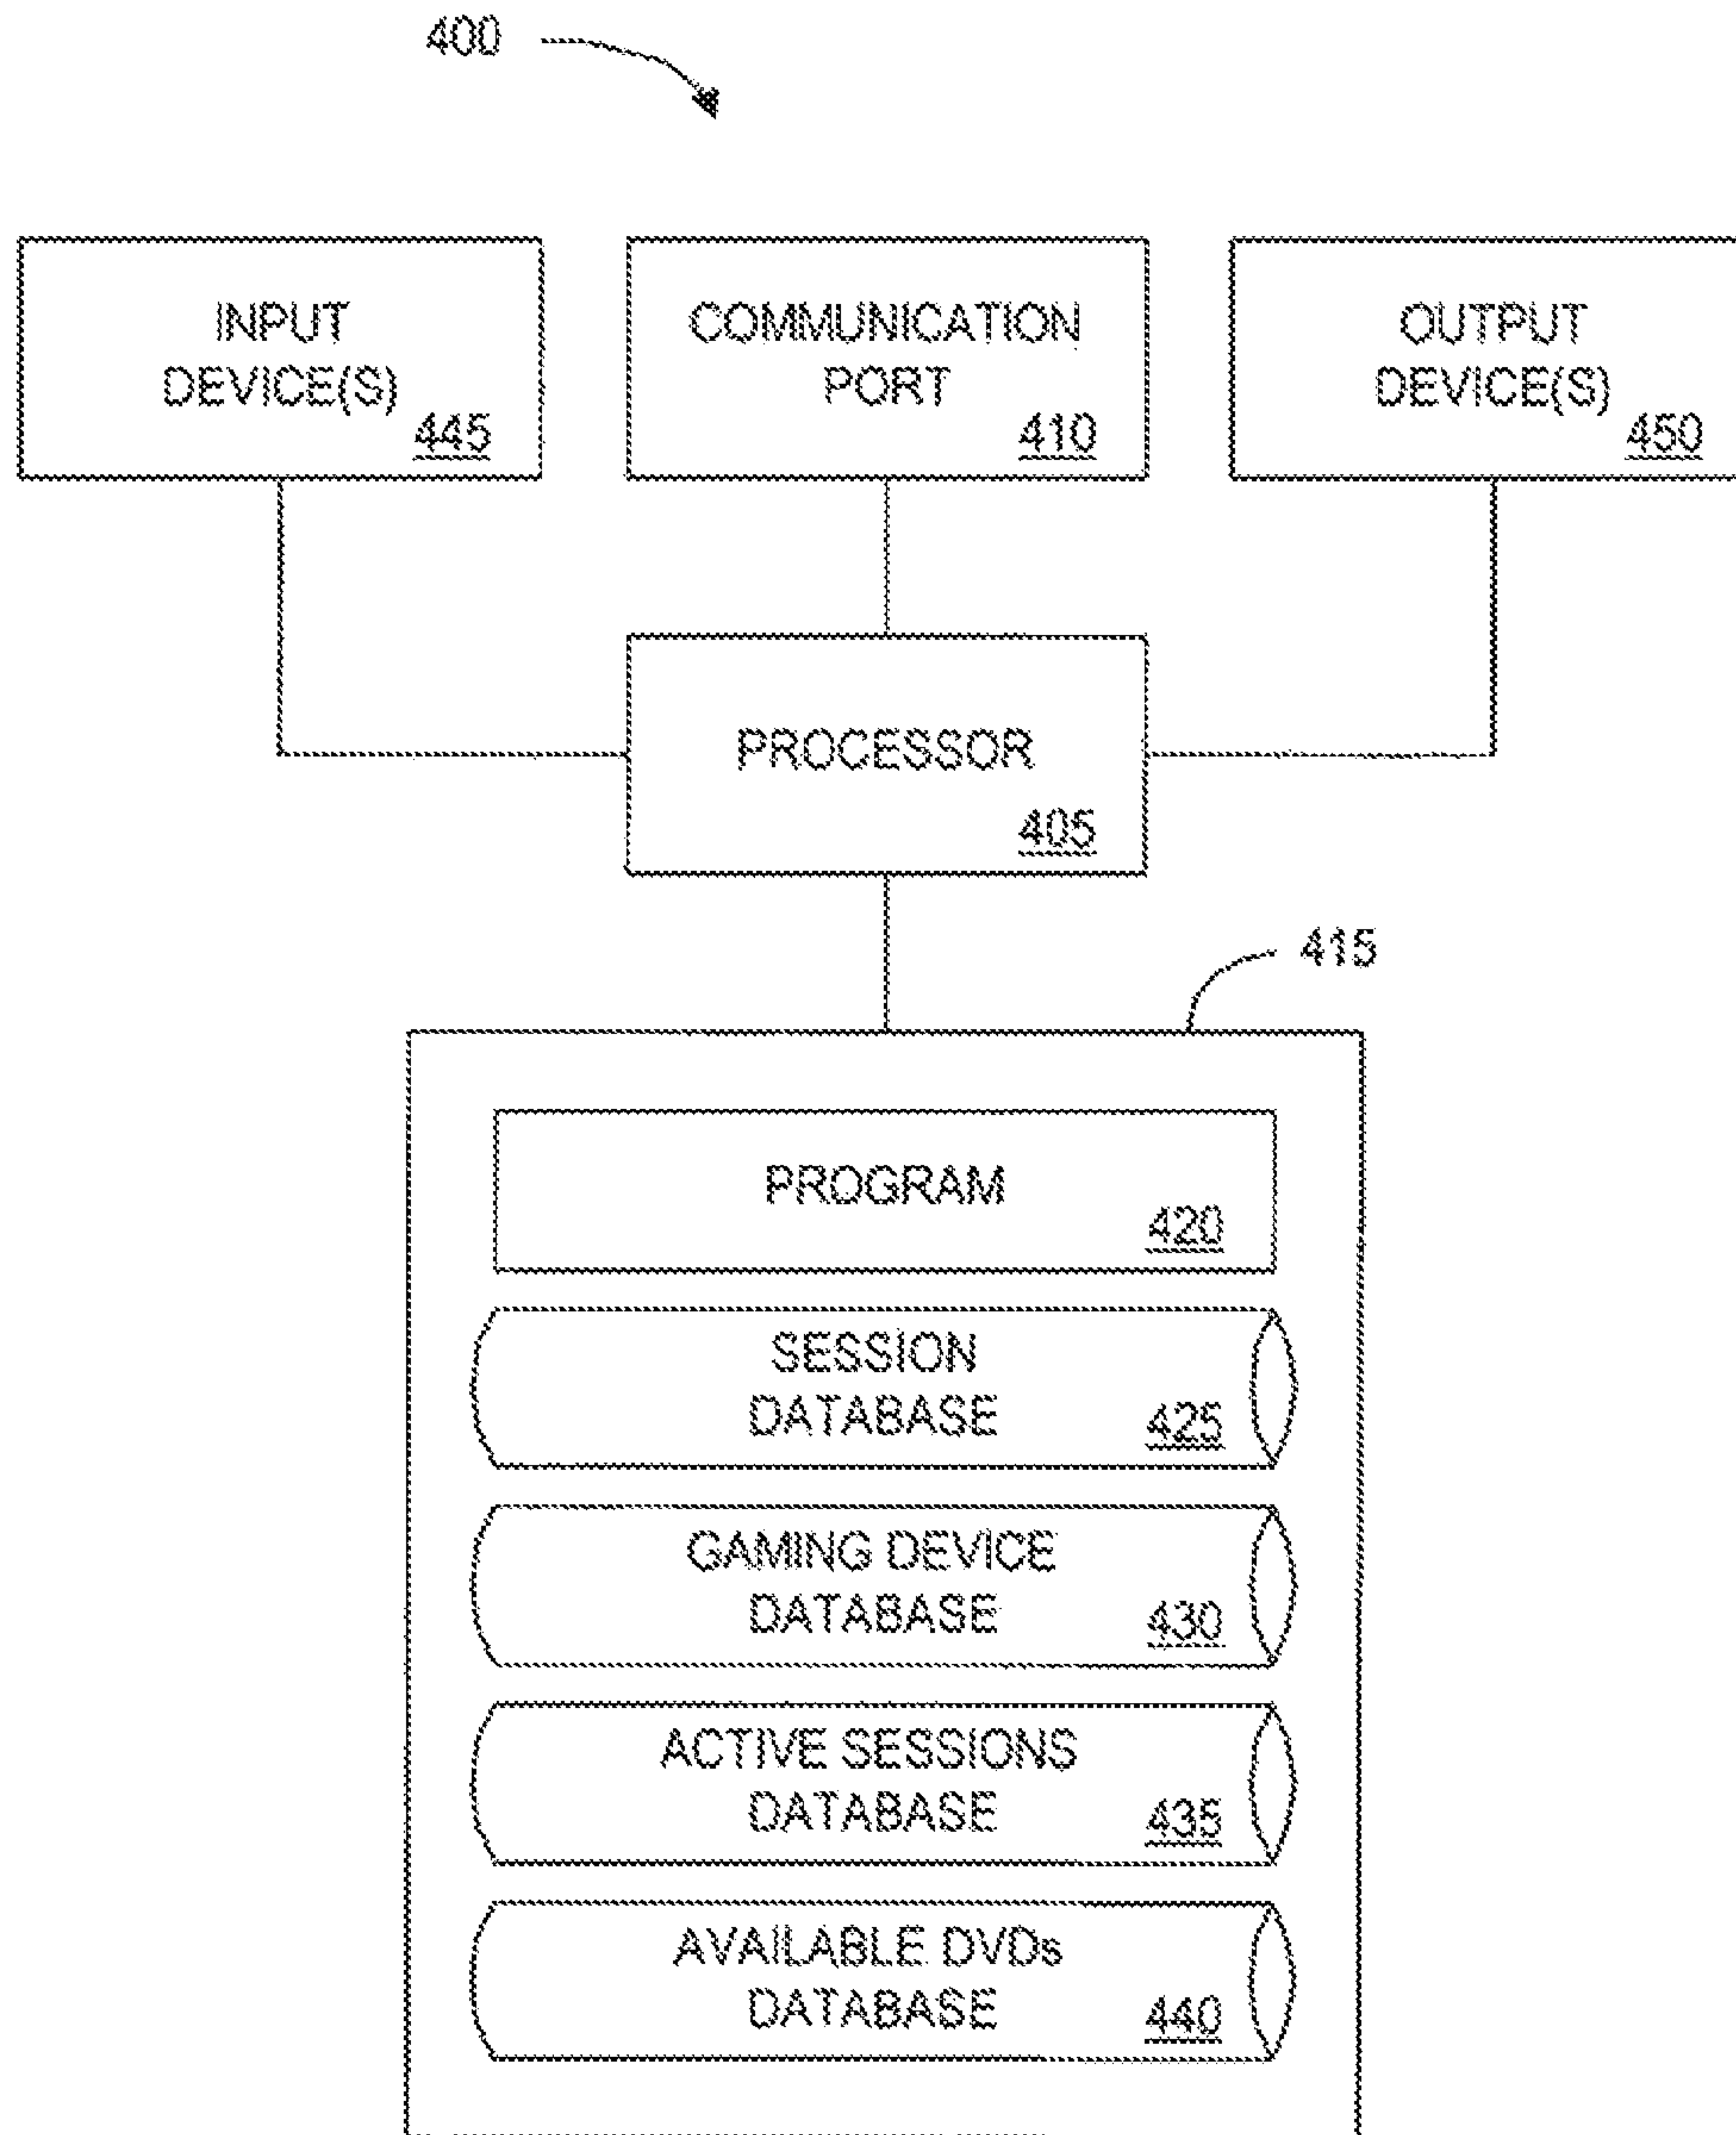 400
INPUT
DEVICE(S)
445
COMMUNICATION
PORT
410
OUTPUT
DEVICE(S)
450
PROCESSOR
405
415
PROGRAM
420
SESSION
DATABASE
425
GAMING DEVICE
DATABASE
430
ACTIVE SESSIONS
DATABASE
435
AVAILABLE DVDs
DATABASE
440